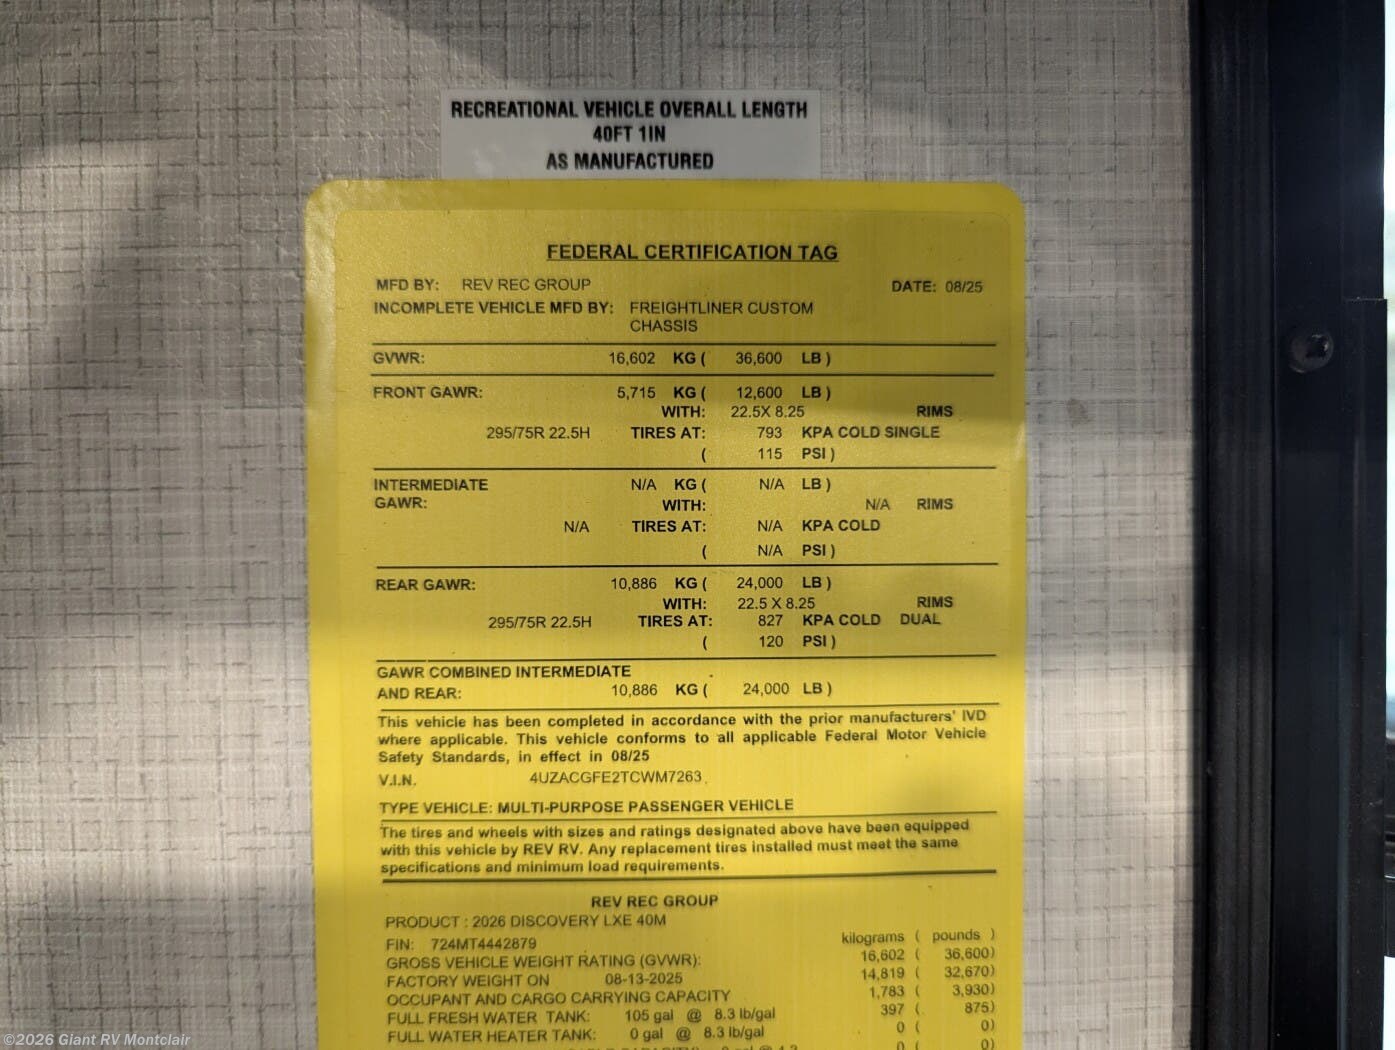 RECREATIONAL VEHICLE OVERALL LENGTH
40FT 1IN
AS MANUFACTURED
FEDERAL CERTIFICATION TAG
MFD BY: REV REC GROUP DATE: 08/25
INCOMPLETE VEHICLE MFD BY: FREIGHTLINER CUSTOM
CHASSIS
GVWR: 16,602 KG ( 36,600 LB )
FRONT GAWR: 5,715 KG ( 12,600 LB )
WITH: 22.5X 8.25 RIMS
295/75R 22.5H TIRES AT: 793 KPA COLD SINGLE
( 115 PSI )
INTERMEDIATE N/A KG ( N/A LB )
GAWR: WITH: N/A RIMS
N/A TIRES AT: N/A KPA COLD
( N/A PSI )
REAR GAWR: 10,886 KG ( 24,000 LB )
WITH: 22.5 X 8.25 RIMS
295/75R 22.5H TIRES AT: 827 KPA COLD DUAL
( 120 PSI )
GAWR COMBINED INTERMEDIATE
AND REAR: 10,886 KG ( 24,000 LB )
This vehicle has been completed in accordance with the prior manufacturers' IVD
where applicable. This vehicle conforms to all applicable Federal Motor Vehicle
Safety Standards, in effect in 08/25
V.I.N. 4UZACGFE2TCWM7263
TYPE VEHICLE: MULTI-PURPOSE PASSENGER VEHICLE
The tires and wheels with sizes and ratings designated above have been equipped
with this vehicle by REV RV. Any replacement tires installed must meet the same
specifications and minimum load requirements.
REV REC GROUP
PRODUCT : 2026 DISCOVERY LXE 40M
FIN: 724MT4442879 kilograms ( pounds )
GROSS VEHICLE WEIGHT RATING (GVWR): 16,602 ( 36,600)
FACTORY WEIGHT ON 08-13-2025 14,819 ( 32,670)
OCCUPANT AND CARGO CARRYING CAPACITY 1,783 ( 3,930)
FULL FRESH WATER TANK: 105 gal @ 8.3 lb/gal 397 ( 875)
FULL WATER HEATER TANK: 0 gal @ 8.3 lb/gal 0 ( 0)
0 ( 0)
©2026 Giant RV Montclair